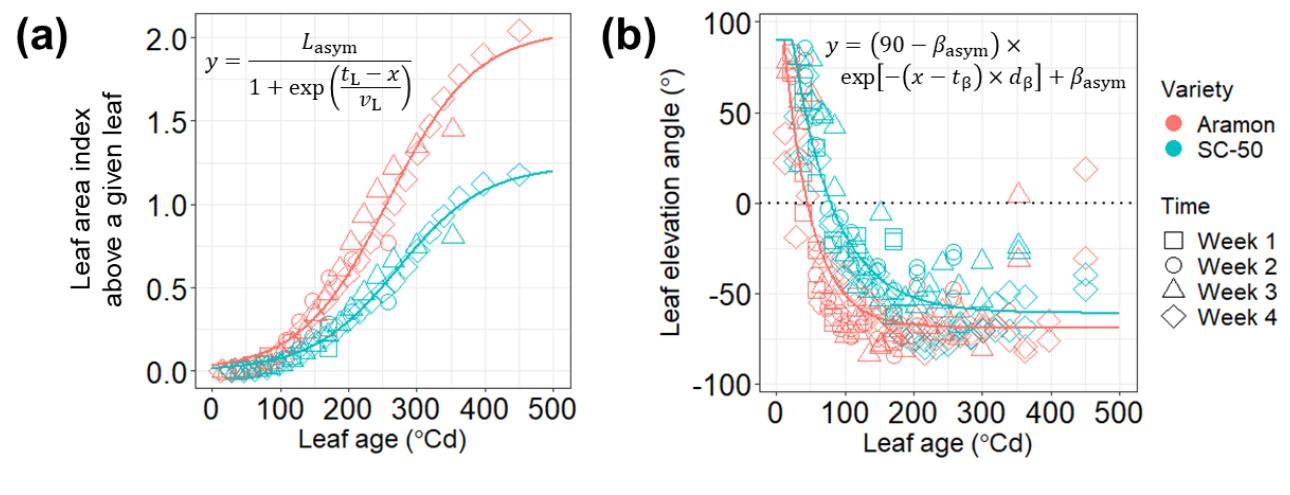 (a)
Leaf area index
above a given leaf
2.0
1.5
1.0
0.5
0.0
y = L_asym / (1 + exp((t_L − x) / v_L))
0 100 200 300 400 500
Leaf age (°Cd)
(b)
Leaf elevation angle (°)
100
50
0
-50
-100
y = (90 − β_asym) ×
exp[−(x − t_β) × d_β] + β_asym
0 100 200 300 400 500
Leaf age (°Cd)
Variety
Aramon
SC-50
Time
Week 1
Week 2
Week 3
Week 4